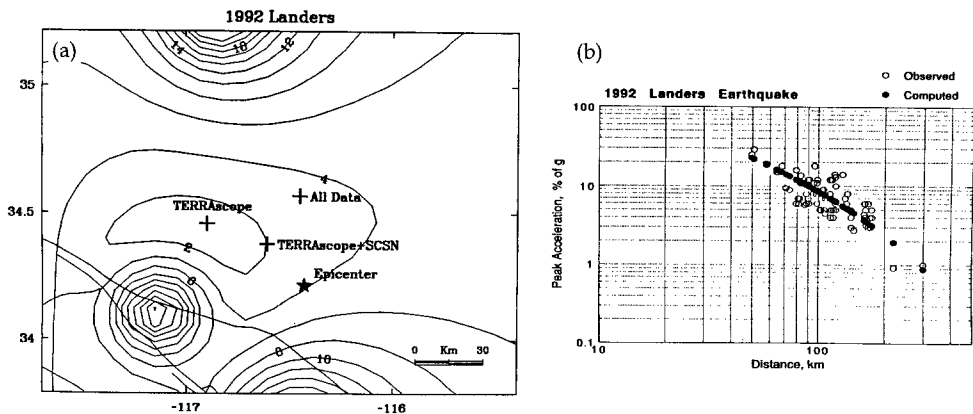 1992 Landers
(a)
14
10
12
35
4
All Data
34.5
TERRAscope
TERRAscope+SCSN
2
6
Epicenter
34
8
10
0 Km 30
-117
-116
(b)
Observed
Computed
1992 Landers Earthquake
100
10
1
0.1
Peak Acceleration, % of g
10
100
Distance, km